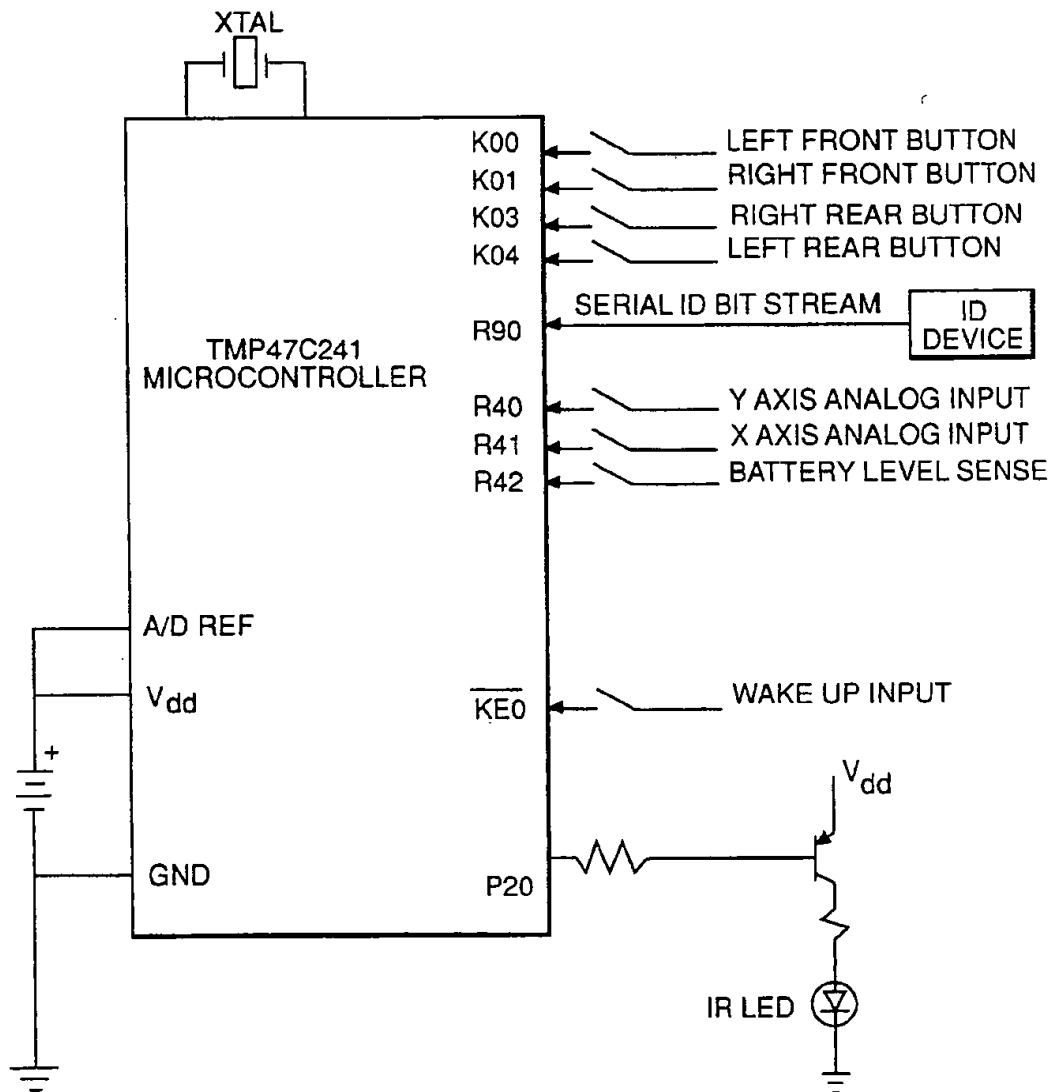 XTAL
K00
LEFT FRONT BUTTON
K01
RIGHT FRONT BUTTON
K03
RIGHT REAR BUTTON
K04
LEFT REAR BUTTON
SERIAL ID BIT STREAM
ID
DEVICE
R90
TMP47C241
MICROCONTROLLER
R40
Y AXIS ANALOG INPUT
R41
X AXIS ANALOG INPUT
R42
BATTERY LEVEL SENSE
A/D REF
Vdd
KE0
WAKE UP INPUT
+
Vdd
GND
P20
IR LED